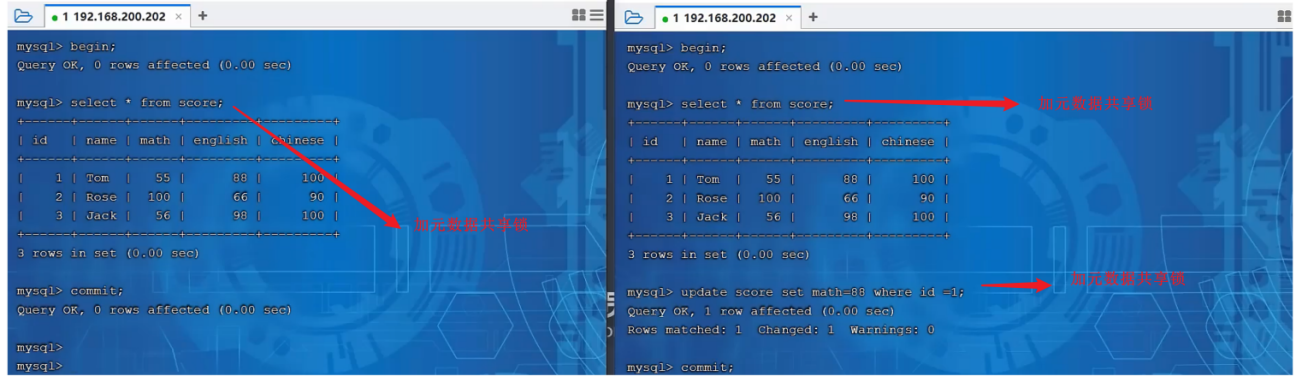 1 192.168.200.202 × +
mysql> begin;
Query OK, 0 rows affected (0.00 sec)
mysql> select * from score;
+------+------+------+---------+---------+
| id | name | math | english | chinese |
+------+------+------+---------+---------+
| 1 | Tom | 55 | 88 | 100 |
| 2 | Rose | 100 | 66 | 90 |
| 3 | Jack | 56 | 98 | 100 |
+------+------+------+---------+---------+
加元数据共享锁
3 rows in set (0.00 sec)
mysql> commit;
Query OK, 0 rows affected (0.00 sec)
mysql>
mysql>
1 192.168.200.202 × +
mysql> begin;
Query OK, 0 rows affected (0.00 sec)
mysql> select * from score;
加元数据共享锁
+------+------+------+---------+---------+
| id | name | math | english | chinese |
+------+------+------+---------+---------+
| 1 | Tom | 55 | 88 | 100 |
| 2 | Rose | 100 | 66 | 90 |
| 3 | Jack | 56 | 98 | 100 |
+------+------+------+---------+---------+
3 rows in set (0.00 sec)
加元数据共享锁
mysql> update score set math=88 where id =1;
Query OK, 1 row affected (0.00 sec)
Rows matched: 1 Changed: 1 Warnings: 0
mysql> commit;